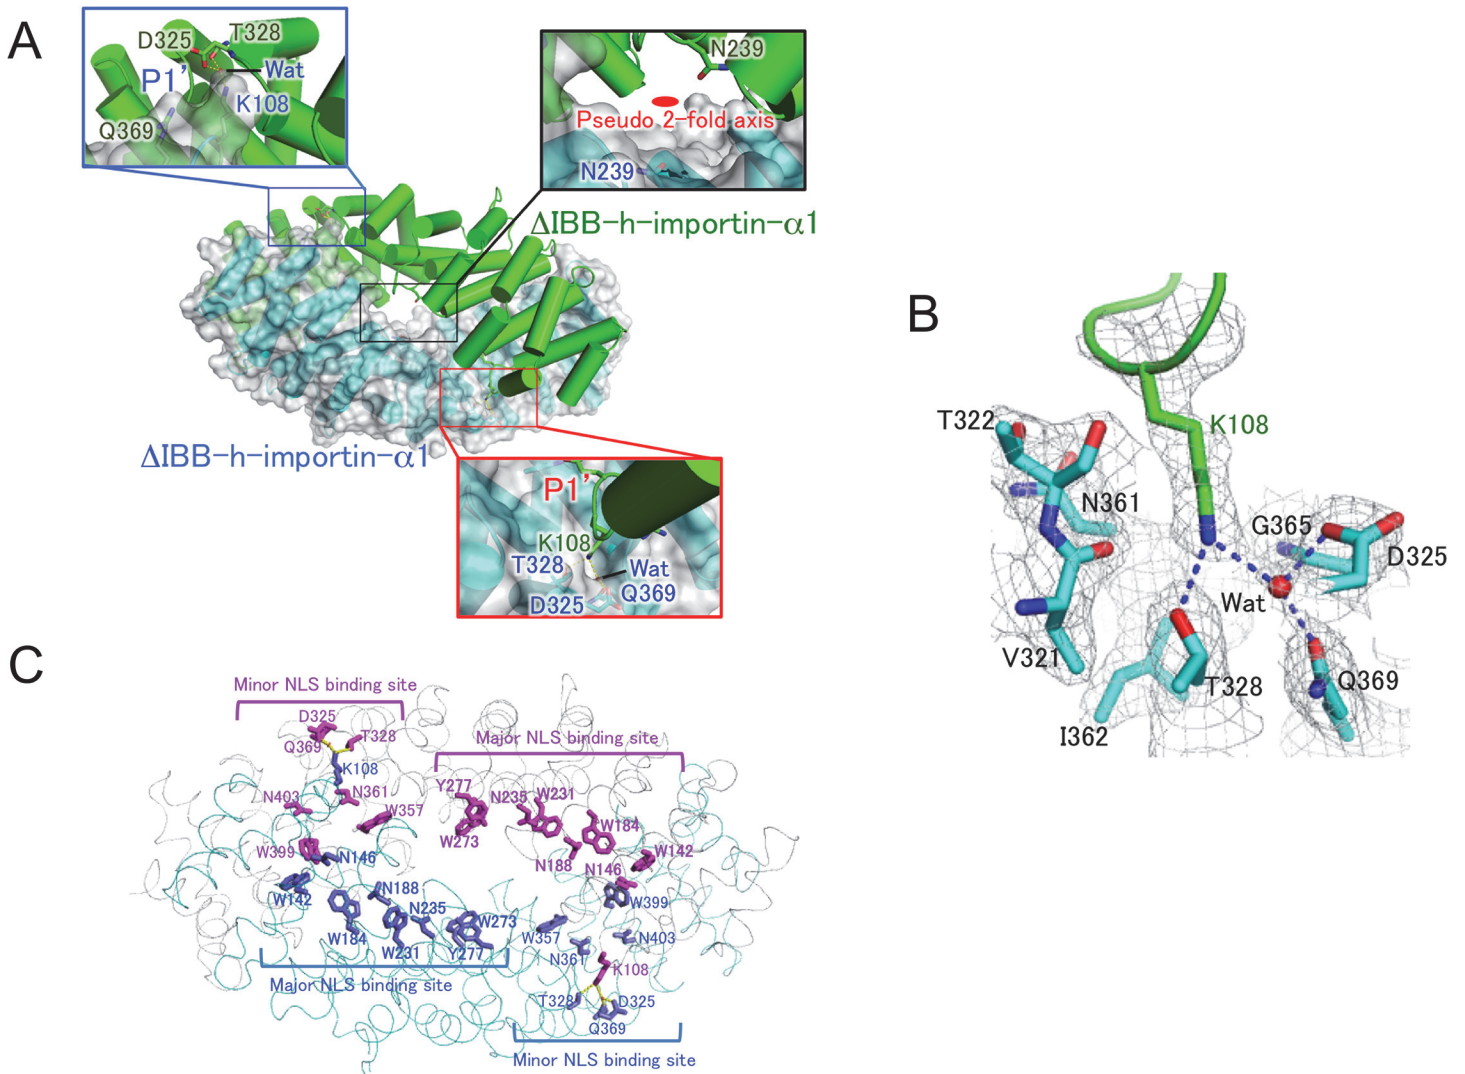 A
D325
T328
P1'
Wat
K108
Q369
N239
Pseudo 2-fold axis
N239
ΔIBB-h-importin-α1
ΔIBB-h-importin-α1
P1'
K108
T328
Wat
D325
Q369
B
T322
K108
N361
G365
D325
Wat
V321
T328
Q369
I362
C
Minor NLS binding site
D325
Q369
T328
K108
Major NLS binding site
N403
N361
W357
Y277
N235
W231
W273
W184
W399
N146
N188
N146
W142
W142
N188
N235
W273
W399
W184
W231
Y277
W357
N361
N403
Major NLS binding site
K108
T328
D325
Q369
Minor NLS binding site